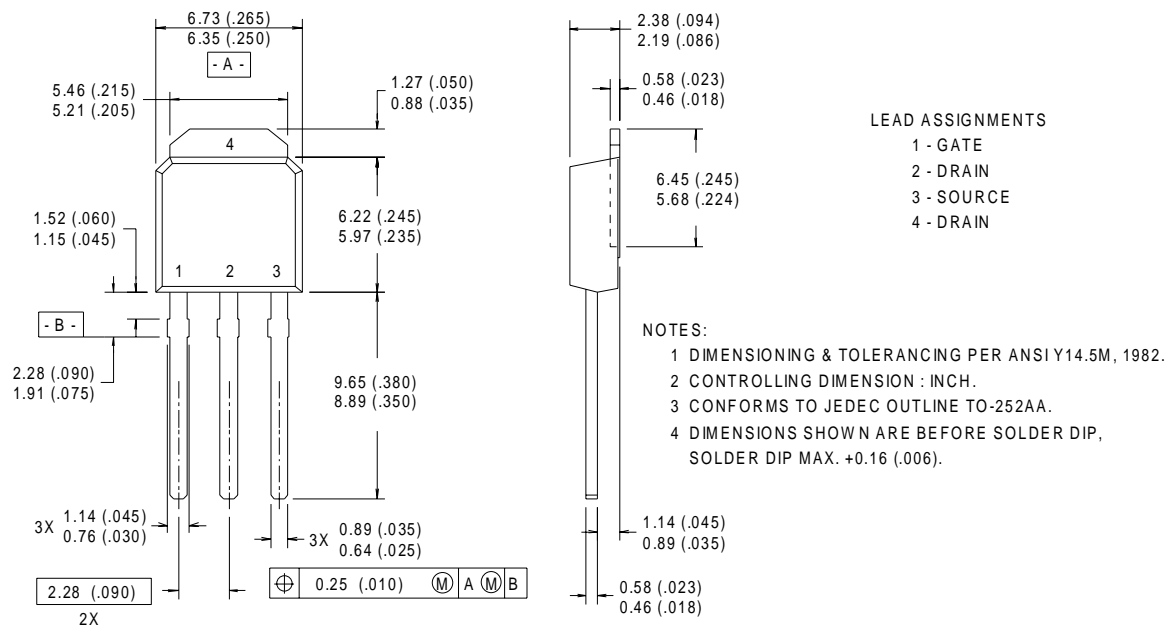 6.73 (.265)
6.35 (.250)
- A -
5.46 (.215)
5.21 (.205)
1.27 (.050)
0.88 (.035)
4
1.52 (.060)
1.15 (.045)
6.22 (.245)
5.97 (.235)
1 2 3
- B -
2.28 (.090)
1.91 (.075)
9.65 (.380)
8.89 (.350)
3X 1.14 (.045)
0.76 (.030)
3X 0.89 (.035)
0.64 (.025)
2.28 (.090)
2X
0.25 (.010) M A M B
2.38 (.094)
2.19 (.086)
0.58 (.023)
0.46 (.018)
6.45 (.245)
5.68 (.224)
1.14 (.045)
0.89 (.035)
0.58 (.023)
0.46 (.018)
LEAD ASSIGNMENTS
1 - GATE
2 - DRAIN
3 - SOURCE
4 - DRAIN
NOTES:
1 DIMENSIONING & TOLERANCING PER ANSI Y14.5M, 1982.
2 CONTROLLING DIMENSION : INCH.
3 CONFORMS TO JEDEC OUTLINE TO-252AA.
4 DIMENSIONS SHOWN ARE BEFORE SOLDER DIP,
SOLDER DIP MAX. +0.16 (.006).